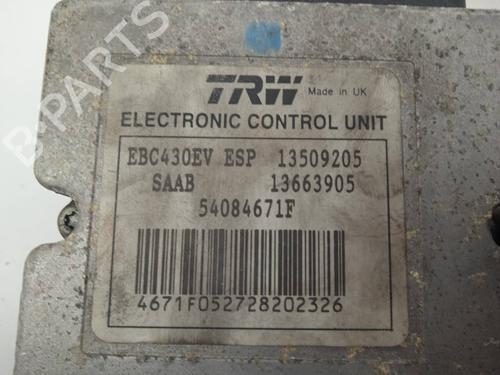 B-PARTS
TRW Made in UK
ELECTRONIC CONTROL UNIT
EBC430EV ESP 13509205
SAAB 13663905
54084671F
4671F052728202326